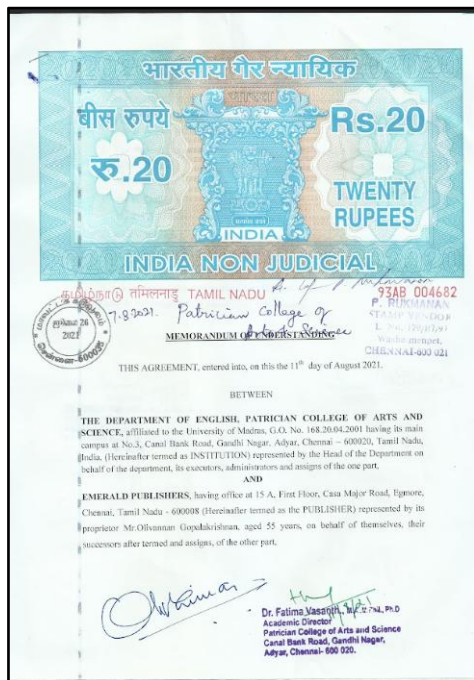 भारतीय गैर न्यायिक
भारत
बीस रुपये
Rs.20
रु.20
TWENTY
RUPEES
सत्यमेव जयते
INDIA
INDIA NON JUDICIAL
தமிழ்நாடு तमिलनाडु TAMIL NADU
93AB 004682
P. RUKMANAN
STAMP VENDOR
CHENNAI-600 021
26
2021
600035
7-8-2021. Patrician College of
Arts & Science
MEMORANDUM OF UNDERSTANDING
THIS AGREEMENT, entered into, on this the 11th day of August 2021.
BETWEEN
THE DEPARTMENT OF ENGLISH, PATRICIAN COLLEGE OF ARTS AND
SCIENCE, affiliated to the University of Madras, G.O. No. 168.20.04.2001 having its main
campus at No.3, Canal Bank Road, Gandhi Nagar, Adyar, Chennai – 600020, Tamil Nadu,
India, (Hereinafter termed as INSTITUTION) represented by the Head of the Department on
behalf of the department, its executors, administrators and assigns of the one part.
AND
EMERALD PUBLISHERS, having office at 15 A, First Floor, Casa Major Road, Egmore,
Chennai, Tamil Nadu - 600008 (Hereinafter termed as the PUBLISHER) represented by its
proprietor Mr.Olivannan Gopalakrishnan, aged 55 years, on behalf of themselves, their
successors after termed and assigns, of the other part.
Dr. Fatima Vasanth, Ph.D
Academic Director
Patrician College of Arts and Science
Canal Bank Road, Gandhi Nagar,
Adyar, Chennai- 600 020.